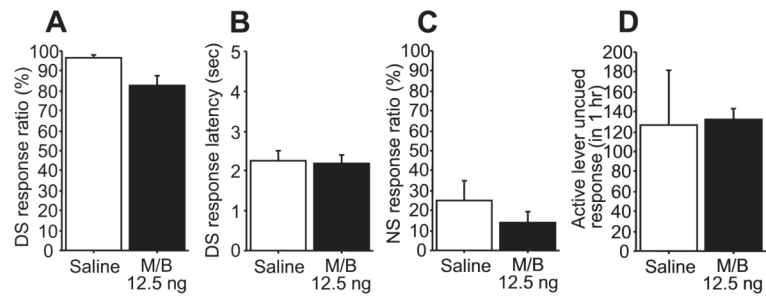 A
DS response ratio (%)
100
90
80
70
60
50
40
30
20
10
0
Saline
M/B
12.5 ng
B
DS response latency (sec)
5
4
3
2
1
0
Saline
M/B
12.5 ng
C
NS response ratio (%)
100
90
80
70
60
50
40
30
20
10
0
Saline
M/B
12.5 ng
D
Active lever uncued
response (in 1 hr)
200
180
160
140
120
100
80
60
40
20
0
Saline
M/B
12.5 ng